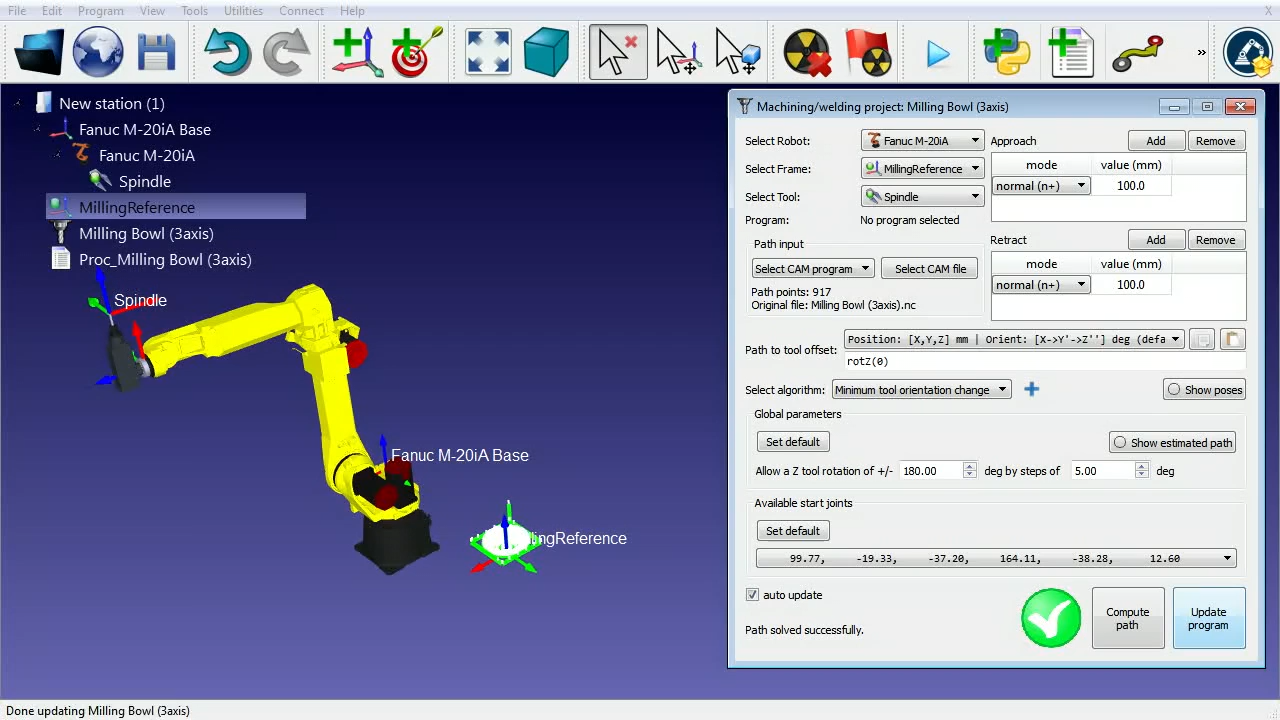 File Edit Program View Tools Utilities Connect Help X
»
New station (1)
Fanuc M-20iA Base
Fanuc M-20iA
Spindle
MillingReference
Milling Bowl (3axis)
Proc_Milling Bowl (3axis)
Spindle
Fanuc M-20iA Base
ingReference
Machining/welding project: Milling Bowl (3axis)
Select Robot: Fanuc M-20iA
Select Frame: MillingReference
Select Tool: Spindle
Program: No program selected
Path input
Select CAM program Select CAM file
Path points: 917
Original file: Milling Bowl (3axis).nc
Approach Add Remove
mode value (mm)
normal (n+) 100.0
Retract Add Remove
mode value (mm)
normal (n+) 100.0
Path to tool offset: Position: [X,Y,Z] mm | Orient: [X->Y'->Z''] deg (defa
rotZ(0)
Select algorithm: Minimum tool orientation change Show poses
Global parameters
Set default Show estimated path
Allow a Z tool rotation of +/- 180.00 deg by steps of 5.00 deg
Available start joints
Set default
99.77, -19.33, -37.20, 164.11, -38.28, 12.60
auto update
Path solved successfully.
Compute
path
Update
program
Done updating Milling Bowl (3axis)